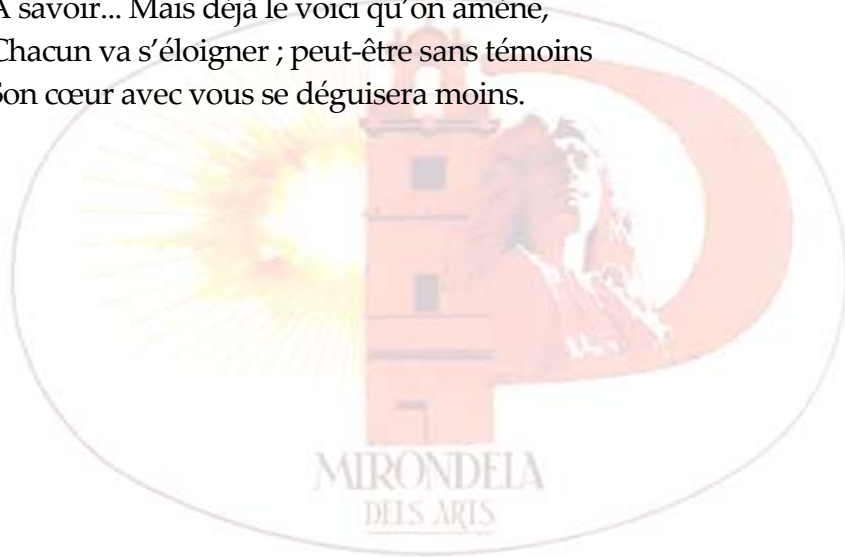 À savoir... Mais déjà le voici qu’on amène,
Chacun va s’éloigner ; peut-être sans témoins
Son cœur avec vous se déguisera moins.
MIRONDELA
DELS ARTS